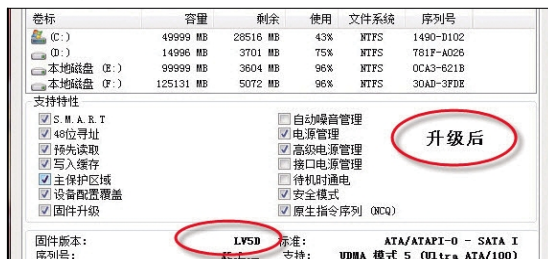 卷标 容量 剩余 使用 文件系统 序列号
(C:) 49999 MB 28516 MB 43% NTFS 1490-D102
(D:) 14996 MB 3701 MB 75% NTFS 781F-A026
本地磁盘 (E:) 99999 MB 3604 MB 96% NTFS 0CA3-621B
本地磁盘 (F:) 125131 MB 5072 MB 96% NTFS 30AD-3FDE
支持特性
S.M.A.R.T 自动噪音管理
48位寻址 电源管理
预先读取 高级电源管理
写入缓存 接口电源管理
主保护区域 待机时通电
设备配置覆盖 安全模式
固件升级 原生指令序列 (NCQ)
升级后
固件版本: LV5D 标准: ATA/ATAPI-0 - SATA I
序列号: 支持: UDMA 模式 5 (Ultra ATA/100)